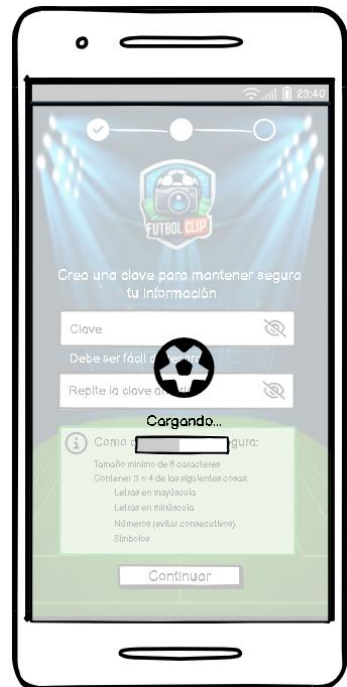 23:40
FUTBOL CLIP
Crea una clave para mantener segura
tu información
Clave
Debe ser fácil
Repite la clave
Cargando...
Como gura:
Tamaño mínimo de 8 caracteres
Contener 3 o 4 de las siguientes cosas:
Letras en mayúscula
Letras en minúscula
Números (evitar consecutivos)
Símbolos
Continuar